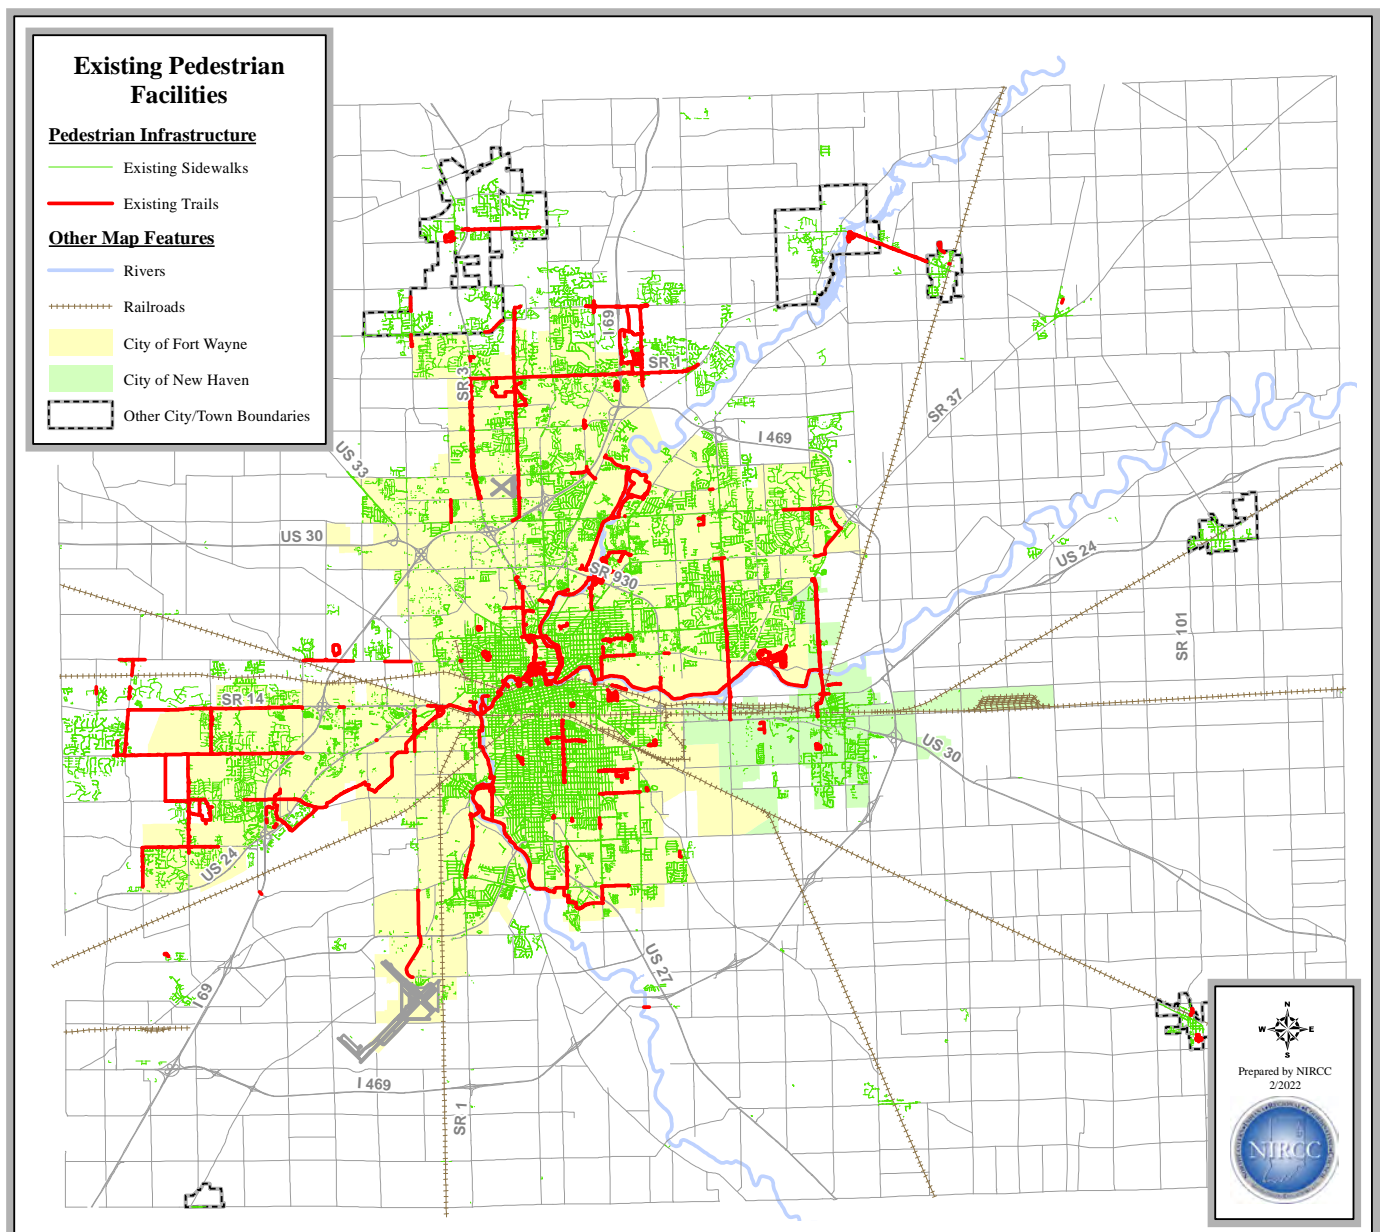 Existing Pedestrian
Facilities
Pedestrian Infrastructure
Existing Sidewalks
Existing Trails
Other Map Features
Rivers
Railroads
City of Fort Wayne
City of New Haven
Other City/Town Boundaries
I 69
SR 3
SR 1
SR 37
I 469
US 33
US 30
US 24
SR 930
SR 101
SR 14
US 30
US 24
US 27
I 69
I 469
SR 1
N
W E
S
Prepared by NIRCC
2/2022
NIRCC